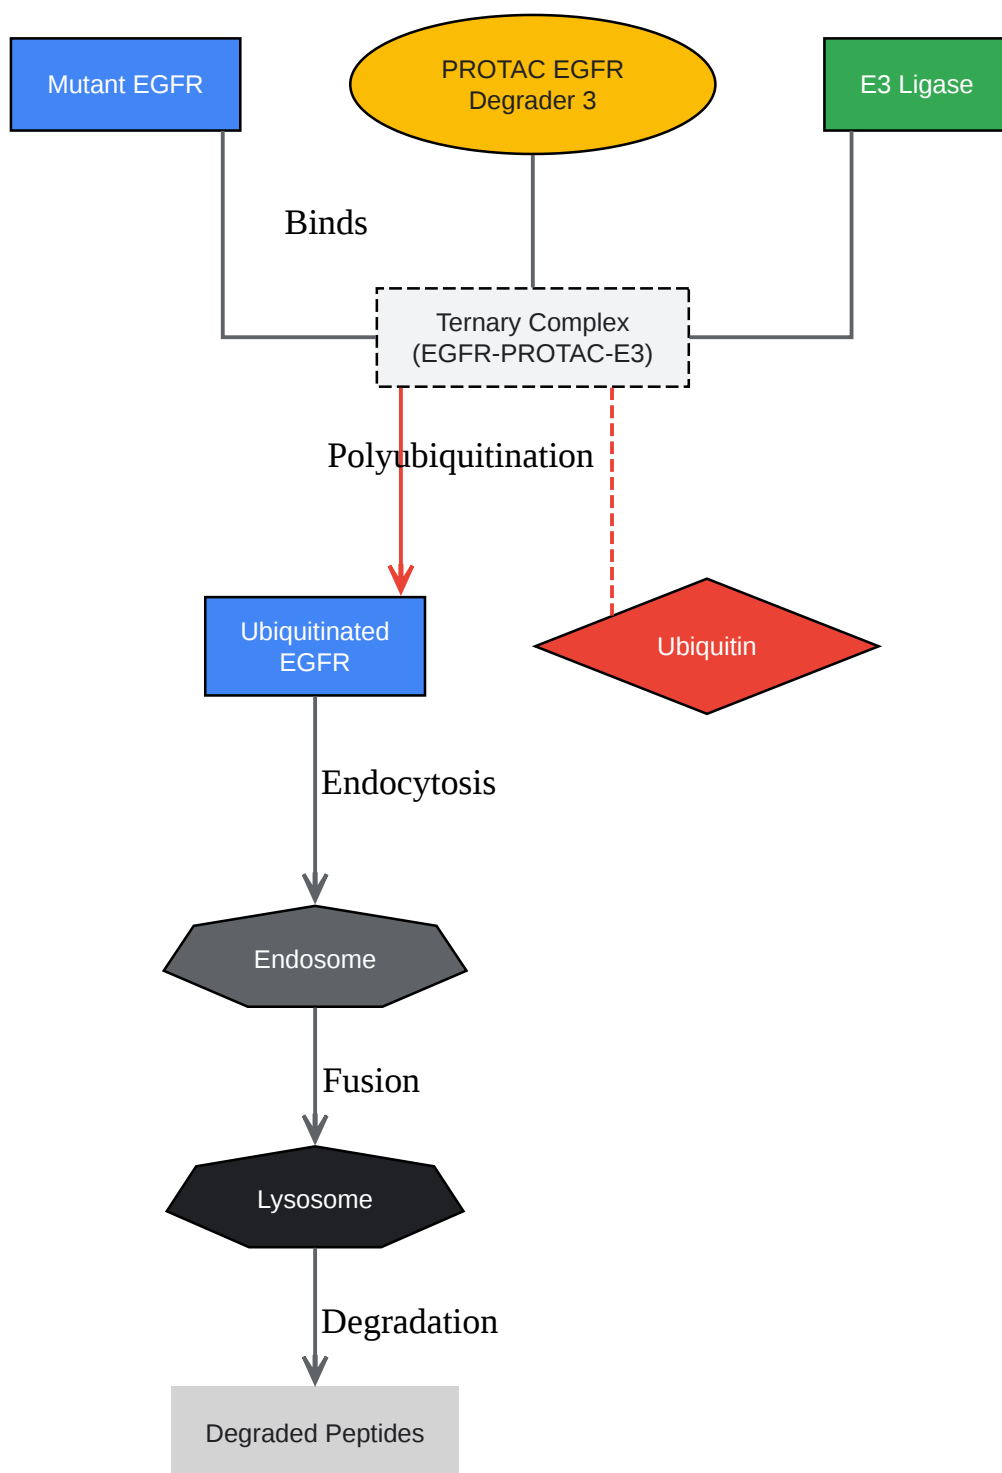 Mutant EGFR
PROTAC EGFR
Degrader 3
E3 Ligase
Binds
Ternary Complex
(EGFR-PROTAC-E3)
Polyubiquitination
Ubiquitinated
EGFR
Ubiquitin
Endocytosis
Endosome
Fusion
Lysosome
Degradation
Degraded Peptides